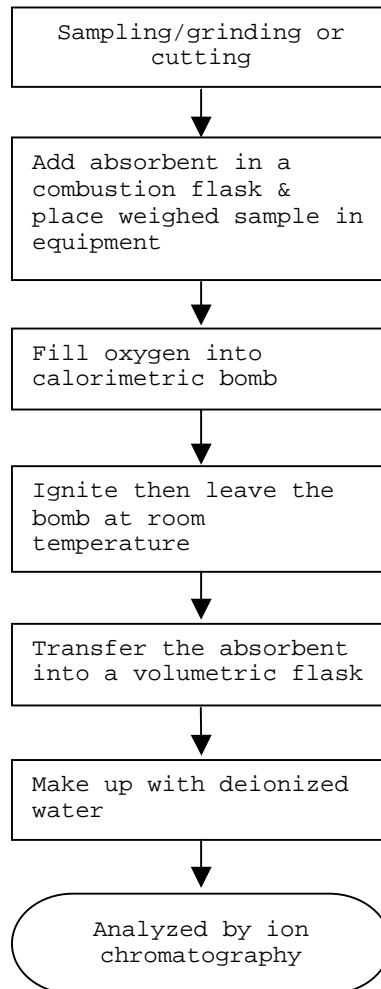 Sampling/grinding or
cutting
Add absorbent in a
combustion flask &
place weighed sample in
equipment
Fill oxygen into
calorimetric bomb
Ignite then leave the
bomb at room
temperature
Transfer the absorbent
into a volumetric flask
Make up with deionized
water
Analyzed by ion
chromatography